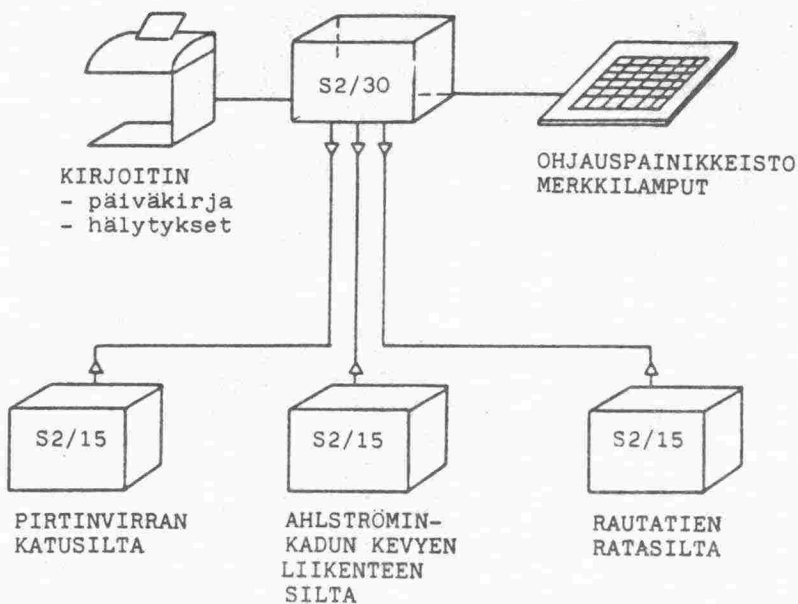 S2/30
KIRJOITIN
- päiväkirja
- hälytykset
OHJAUSPAINIKKEISTO
MERKKILAMPUT
S2/15
S2/15
S2/15
PIRTINVIRRAN
KATUSILTA
AHLSTRÖMIN-
KADUN KEVYEN
LIIKENTEEN
SILTA
RAUTATIEN
RATASILTA